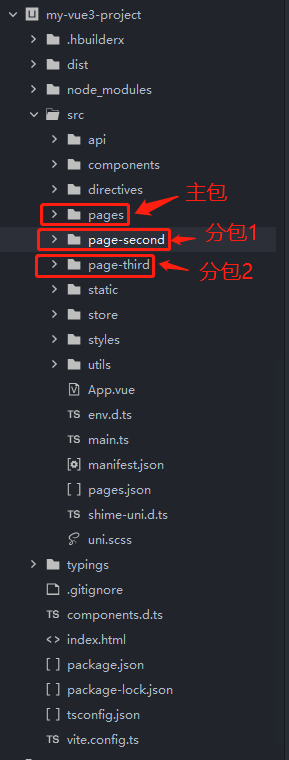 my-vue3-project
.hbuilderx
dist
node_modules
src
api
components
directives
pages
主包
page-second
分包1
page-third
分包2
static
store
styles
utils
App.vue
TS env.d.ts
TS main.ts
manifest.json
[ ] pages.json
TS shime-uni.d.ts
uni.scss
typings
.gitignore
TS components.d.ts
<> index.html
[ ] package.json
[ ] package-lock.json
[ ] tsconfig.json
TS vite.config.ts